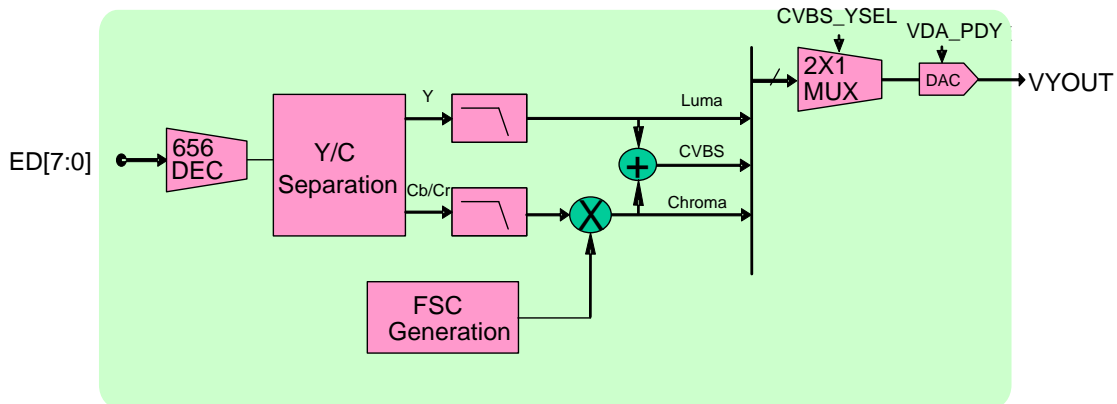 CVBS_YSEL
VDA_PDY
2X1
MUX
DAC
VYOUT
Y
Luma
656
DEC
ED[7:0]
Y/C
Separation
CVBS
+
Cb/Cr
Chroma
X
FSC
Generation